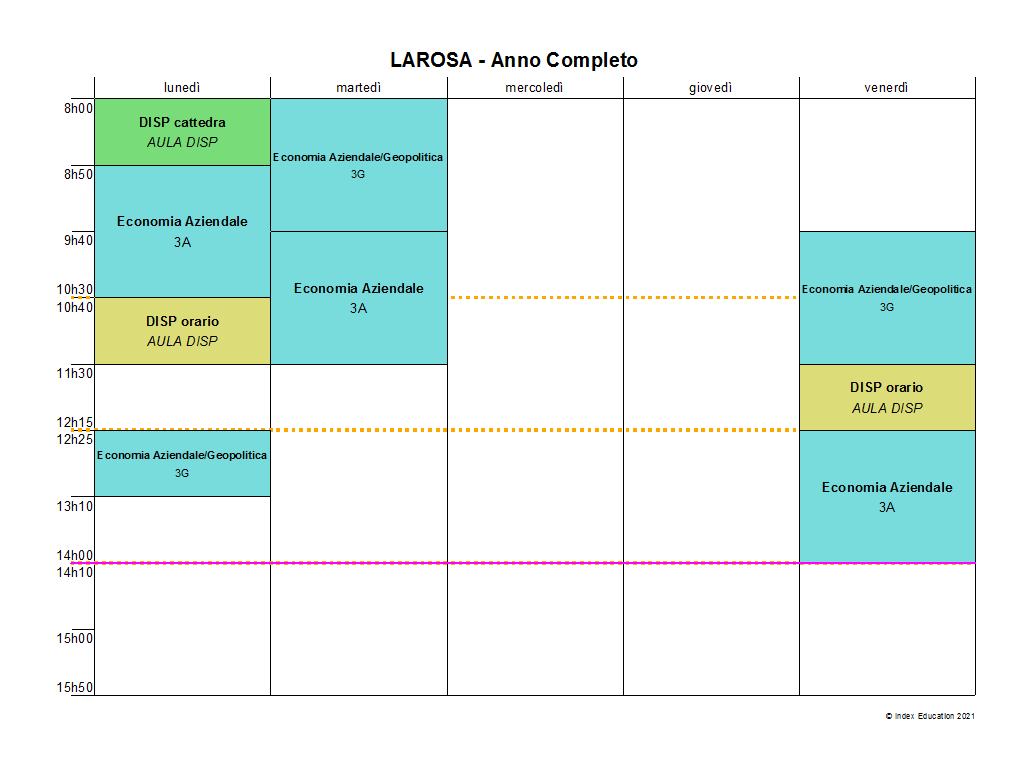 LAROSA - Anno Completo
lunedì martedì mercoledì giovedì venerdì
8h00
DISP cattedra
AULA DISP
Economia Aziendale/Geopolitica
3G
8h50
Economia Aziendale
3A
9h40
Economia Aziendale
3A
Economia Aziendale/Geopolitica
3G
10h30
10h40
DISP orario
AULA DISP
11h30
DISP orario
AULA DISP
12h15
12h25
Economia Aziendale/Geopolitica
3G
Economia Aziendale
3A
13h10
14h00
14h10
15h00
15h50
© Index Education 2021